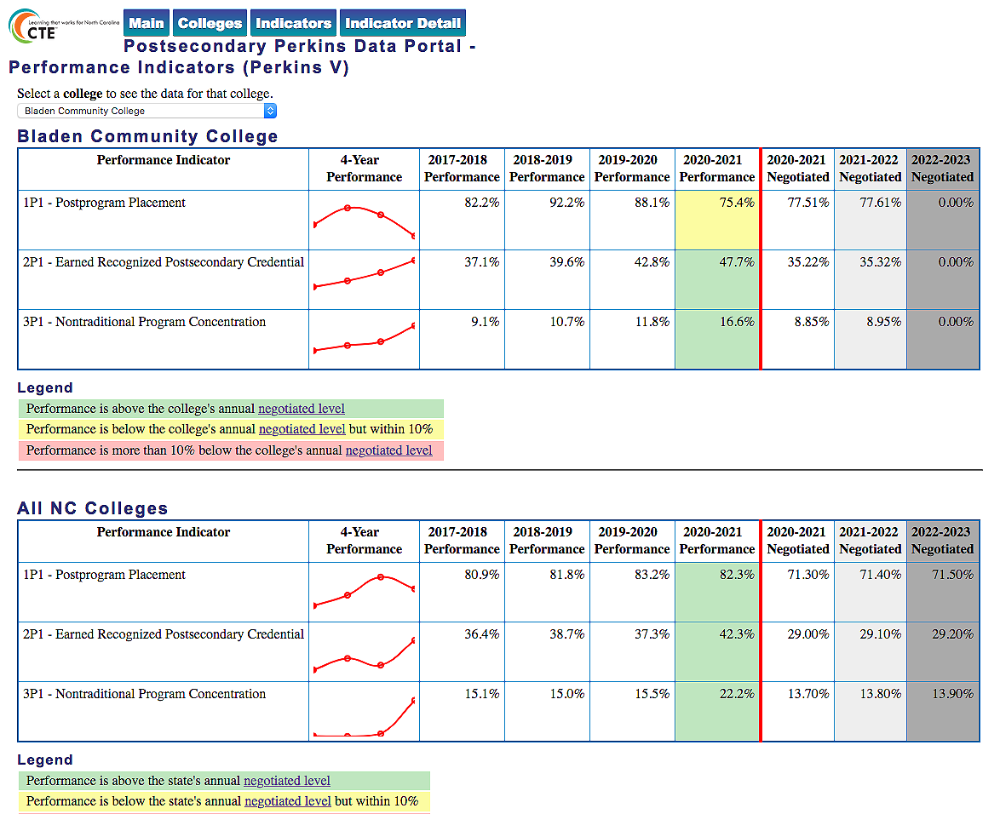 Learning that works for North Carolina
CTE
Main Colleges Indicators Indicator Detail
Postsecondary Perkins Data Portal -
Performance Indicators (Perkins V)
Select a college to see the data for that college.
Bladen Community College
Bladen Community College
Performance Indicator 4-Year 2017-2018 2018-2019 2019-2020 2020-2021 2020-2021 2021-2022 2022-2023
Performance Performance Performance Performance Performance Negotiated Negotiated Negotiated
1P1 - Postprogram Placement 82.2% 92.2% 88.1% 75.4% 77.51% 77.61% 0.00%
2P1 - Earned Recognized Postsecondary Credential 37.1% 39.6% 42.8% 47.7% 35.22% 35.32% 0.00%
3P1 - Nontraditional Program Concentration 9.1% 10.7% 11.8% 16.6% 8.85% 8.95% 0.00%
Legend
Performance is above the college's annual negotiated level
Performance is below the college's annual negotiated level but within 10%
Performance is more than 10% below the college's annual negotiated level
All NC Colleges
Performance Indicator 4-Year 2017-2018 2018-2019 2019-2020 2020-2021 2020-2021 2021-2022 2022-2023
Performance Performance Performance Performance Performance Negotiated Negotiated Negotiated
1P1 - Postprogram Placement 80.9% 81.8% 83.2% 82.3% 71.30% 71.40% 71.50%
2P1 - Earned Recognized Postsecondary Credential 36.4% 38.7% 37.3% 42.3% 29.00% 29.10% 29.20%
3P1 - Nontraditional Program Concentration 15.1% 15.0% 15.5% 22.2% 13.70% 13.80% 13.90%
Legend
Performance is above the state's annual negotiated level
Performance is below the state's annual negotiated level but within 10%